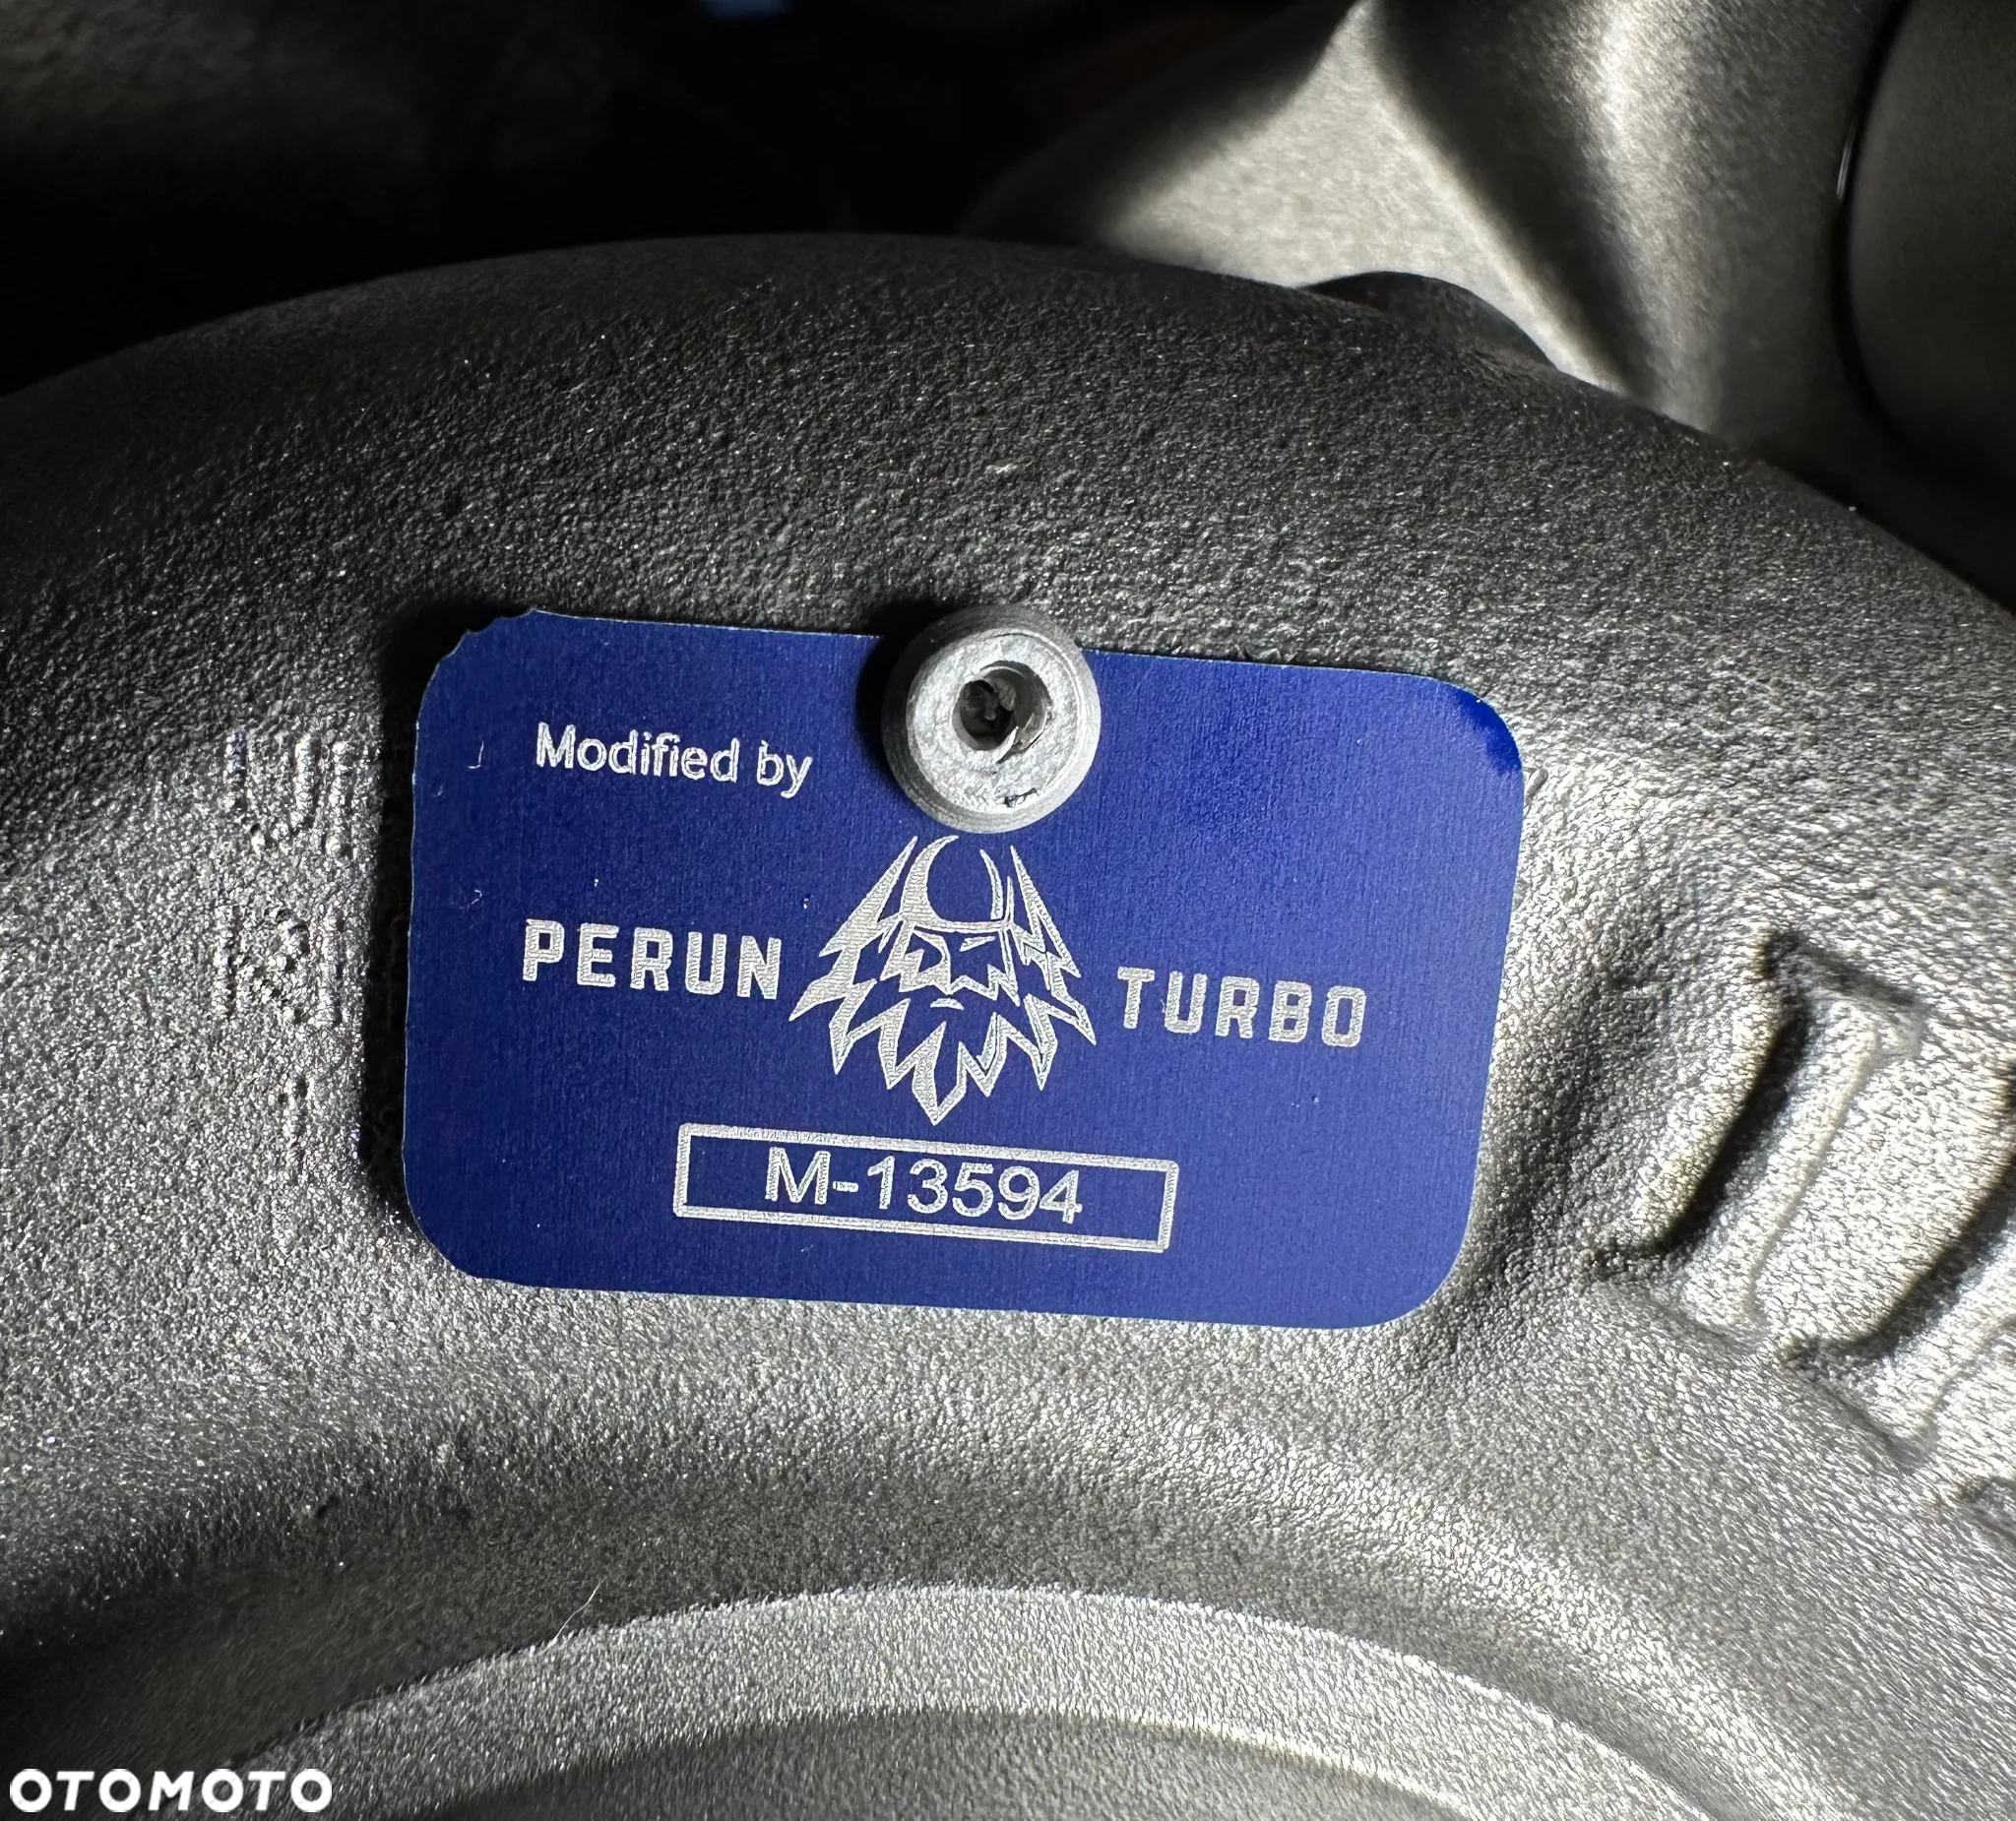 Modified by
PERUN TURBO
M-13594
OTOMOTO